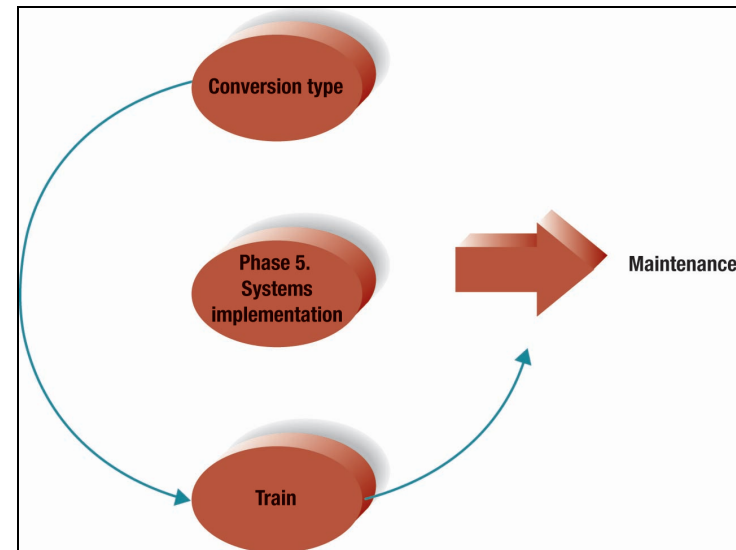 Conversion type
Phase 5.
Systems
implementation
Maintenance
Train